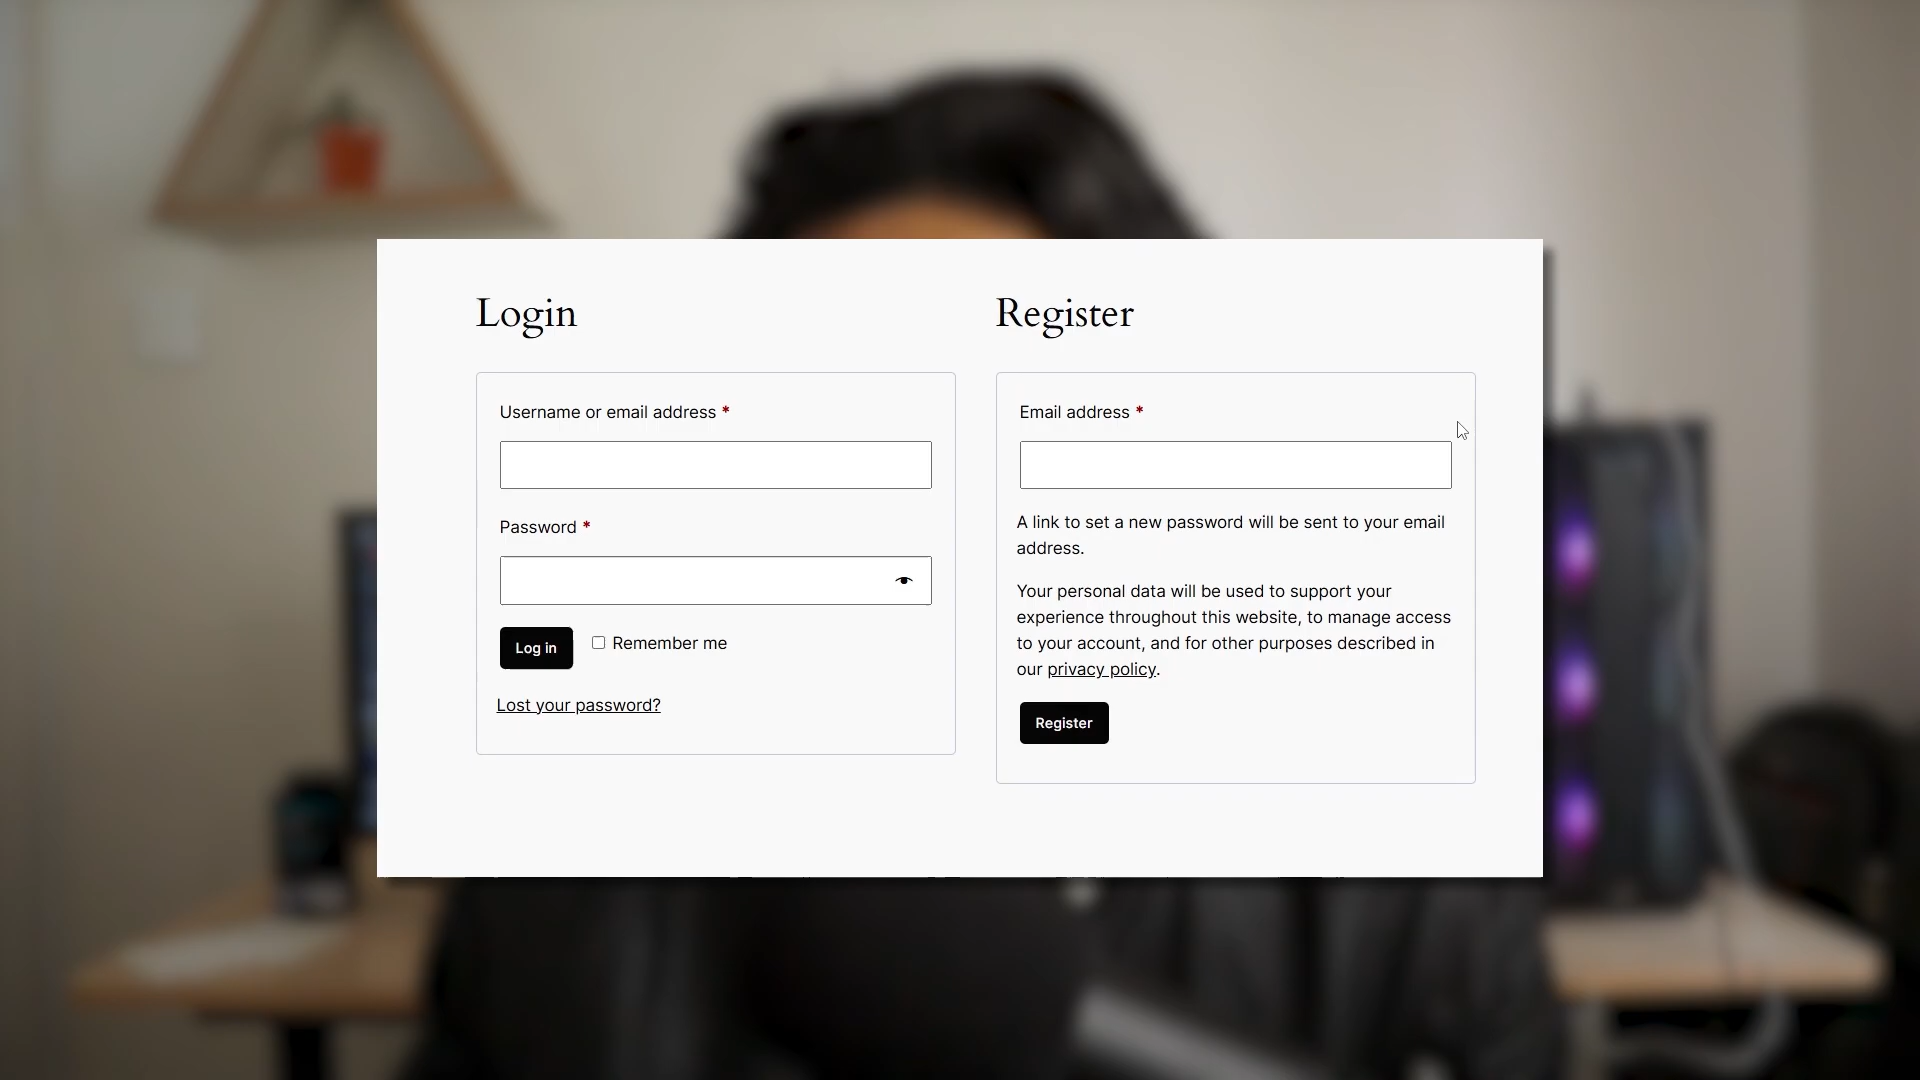 Login
Username or email address *
Password *
Log in
Remember me
Lost your password?
Register
Email address *
A link to set a new password will be sent to your email
address.
Your personal data will be used to support your
experience throughout this website, to manage access
to your account, and for other purposes described in
our privacy policy.
Register